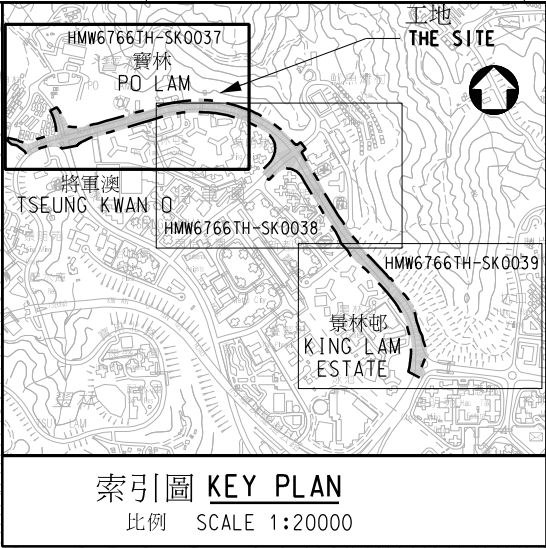 工地
THE SITE
HMW6766TH-SK0037
寶林
PO LAM
將軍澳
TSEUNG KWAN O
HMW6766TH-SK0038
HMW6766TH-SK0039
景林邨
KING LAM
ESTATE
索引圖 KEY PLAN
比例 SCALE 1:20000